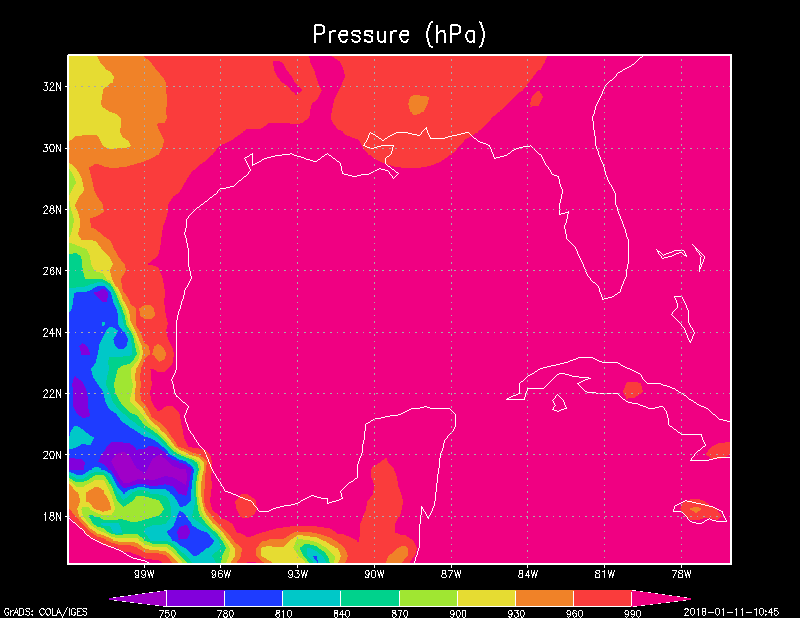 Pressure (hPa)
32N
30N
28N
26N
24N
22N
20N
18N
99W 96W 93W 90W 87W 84W 81W 78W
750 780 810 840 870 900 930 960 990
GrADS: COLA/IGES 2018-01-11-10:45